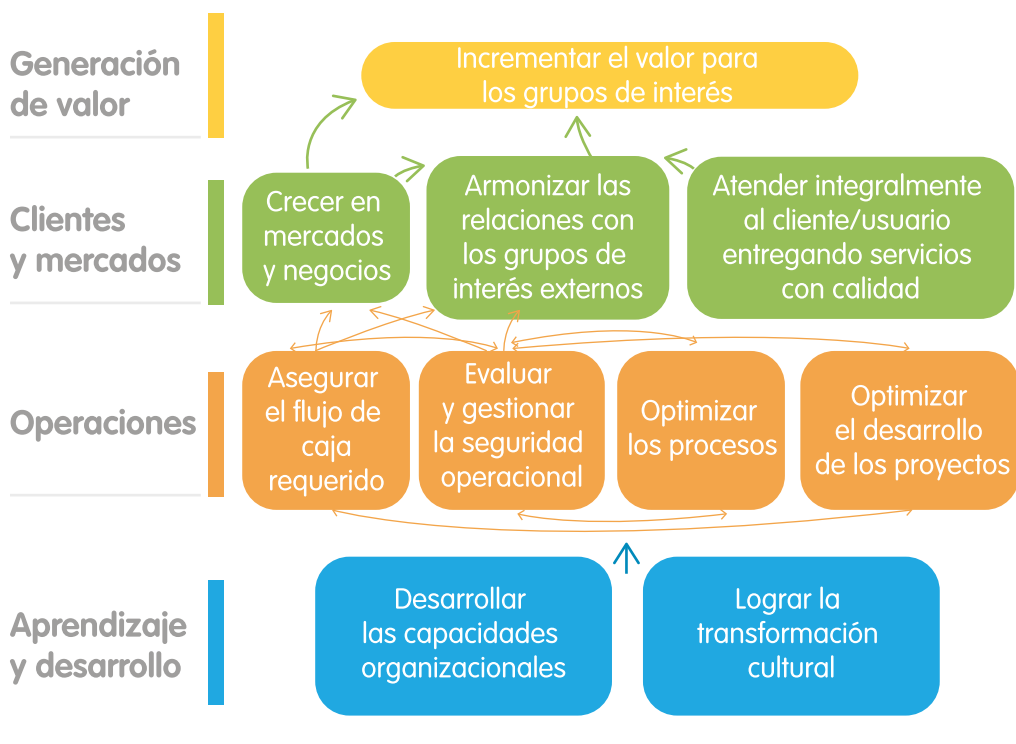 Generación
de valor
Incrementar el valor para
los grupos de interés
Clientes
y mercados
Crecer en
mercados
y negocios
Armonizar las
relaciones con
los grupos de
interés externos
Atender integralmente
al cliente/usuario
entregando servicios
con calidad
Operaciones
Asegurar
el flujo de
caja
requerido
Evaluar
y gestionar
la seguridad
operacional
Optimizar
los procesos
Optimizar
el desarrollo
de los proyectos
Aprendizaje
y desarrollo
Desarrollar
las capacidades
organizacionales
Lograr la
transformación
cultural